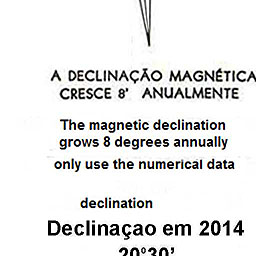 A DECLINAÇÃO MAGNÉTICA
CRESCE 8' ANUALMENTE
The magnetic declination
grows 8 degrees annually
only use the numerical data
declination
Declinaçao em 2014
20°30'